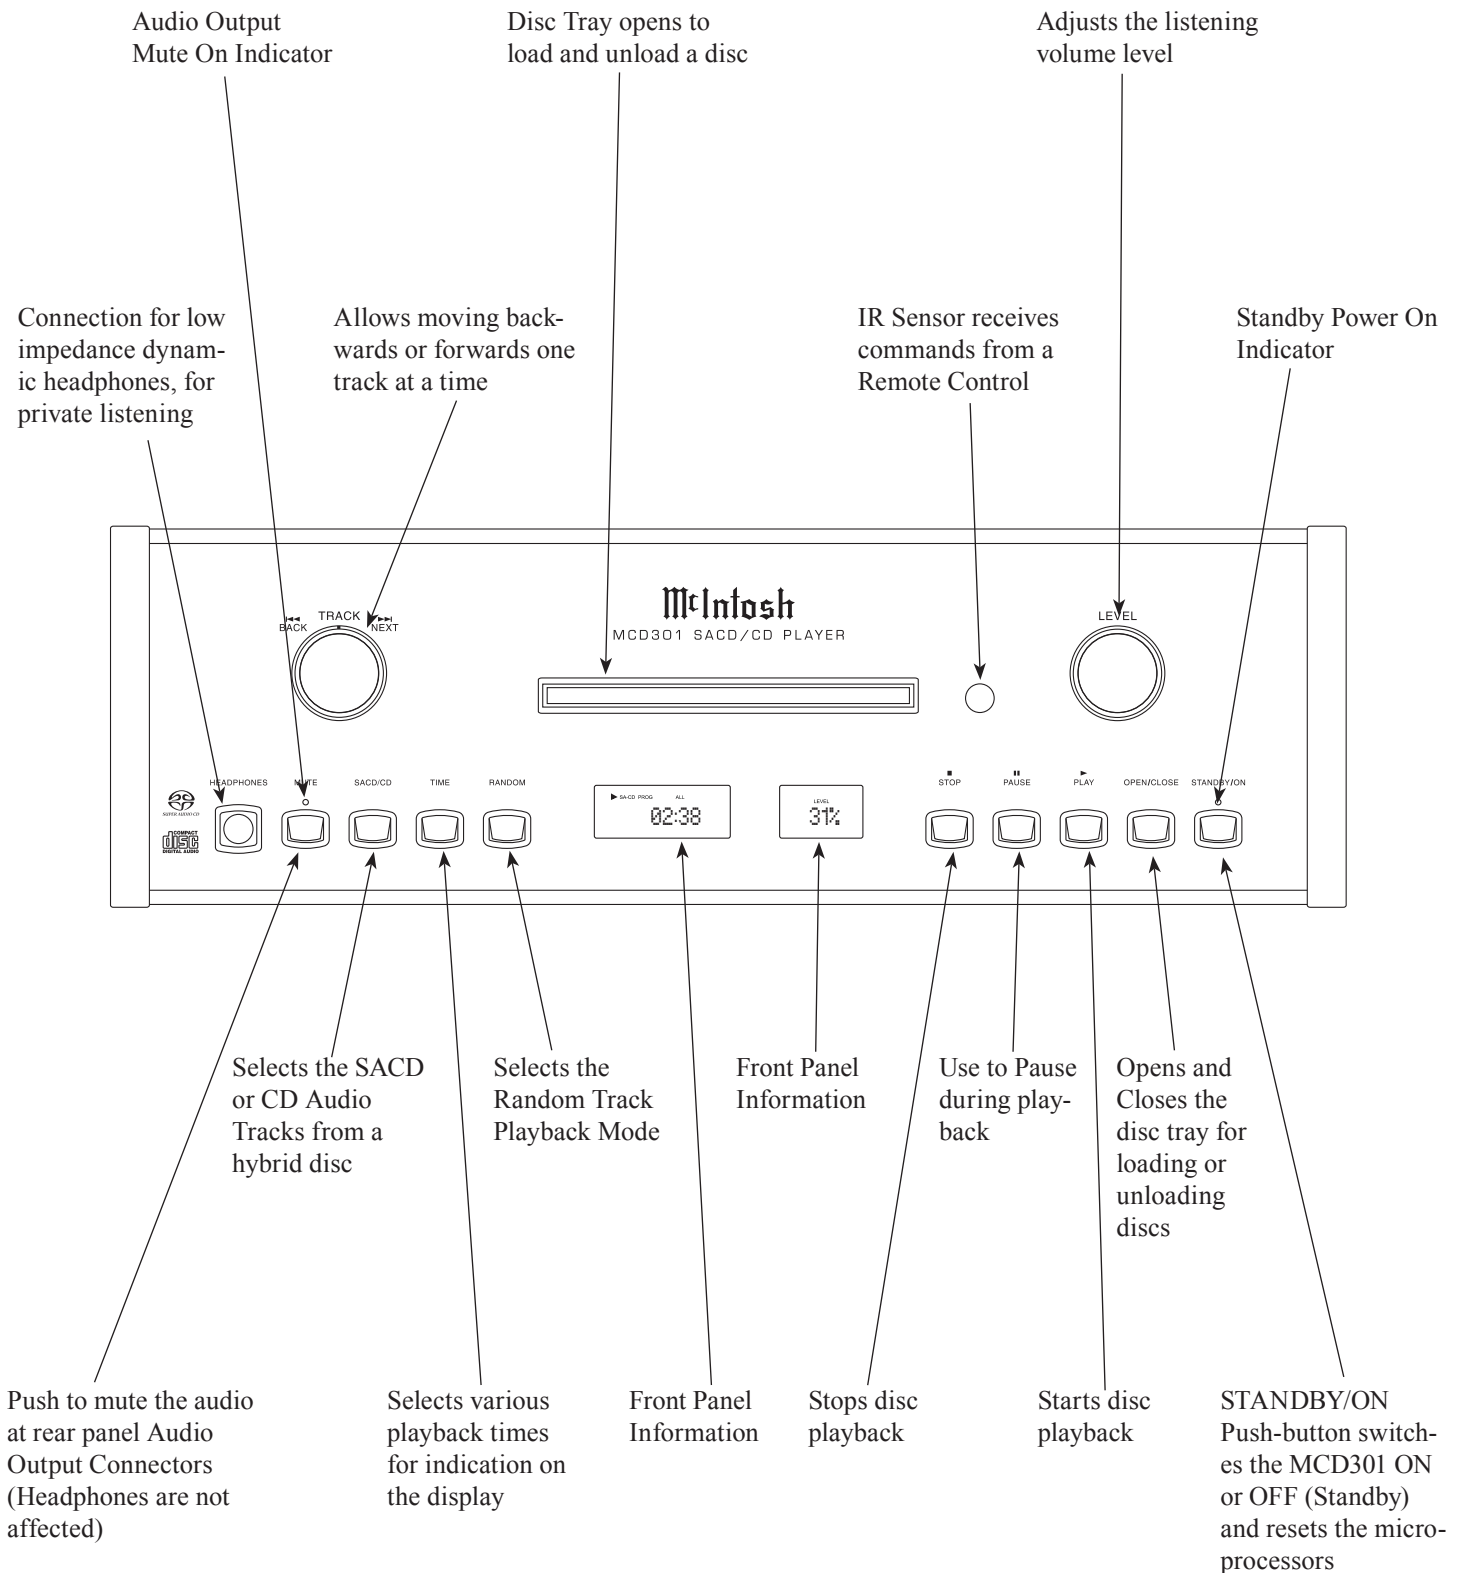 Audio Output
Mute On Indicator
Disc Tray opens to
load and unload a disc
Adjusts the listening
volume level
Connection for low
impedance dynam-
ic headphones, for
private listening
Allows moving back-
wards or forwards one
track at a time
IR Sensor receives
commands from a
Remote Control
Standby Power On
Indicator
TRACK
BACK
NEXT
McIntosh
MCD301 SACD/CD PLAYER
LEVEL
HEADPHONES
MUTE
SACD/CD
TIME
RANDOM
STOP
PAUSE
PLAY
OPEN/CLOSE
STANDBY/ON
SUPER AUDIO CD
COMPACT
disc
DIGITAL AUDIO
SA-CD PROG ALL
02:38
LEVEL
31%
Selects the SACD
or CD Audio
Tracks from a
hybrid disc
Selects the
Random Track
Playback Mode
Front Panel
Information
Use to Pause
during play-
back
Opens and
Closes the
disc tray for
loading or
unloading
discs
Push to mute the audio
at rear panel Audio
Output Connectors
(Headphones are not
affected)
Selects various
playback times
for indication on
the display
Front Panel
Information
Stops disc
playback
Starts disc
playback
STANDBY/ON
Push-button switch-
es the MCD301 ON
or OFF (Standby)
and resets the micro-
processors